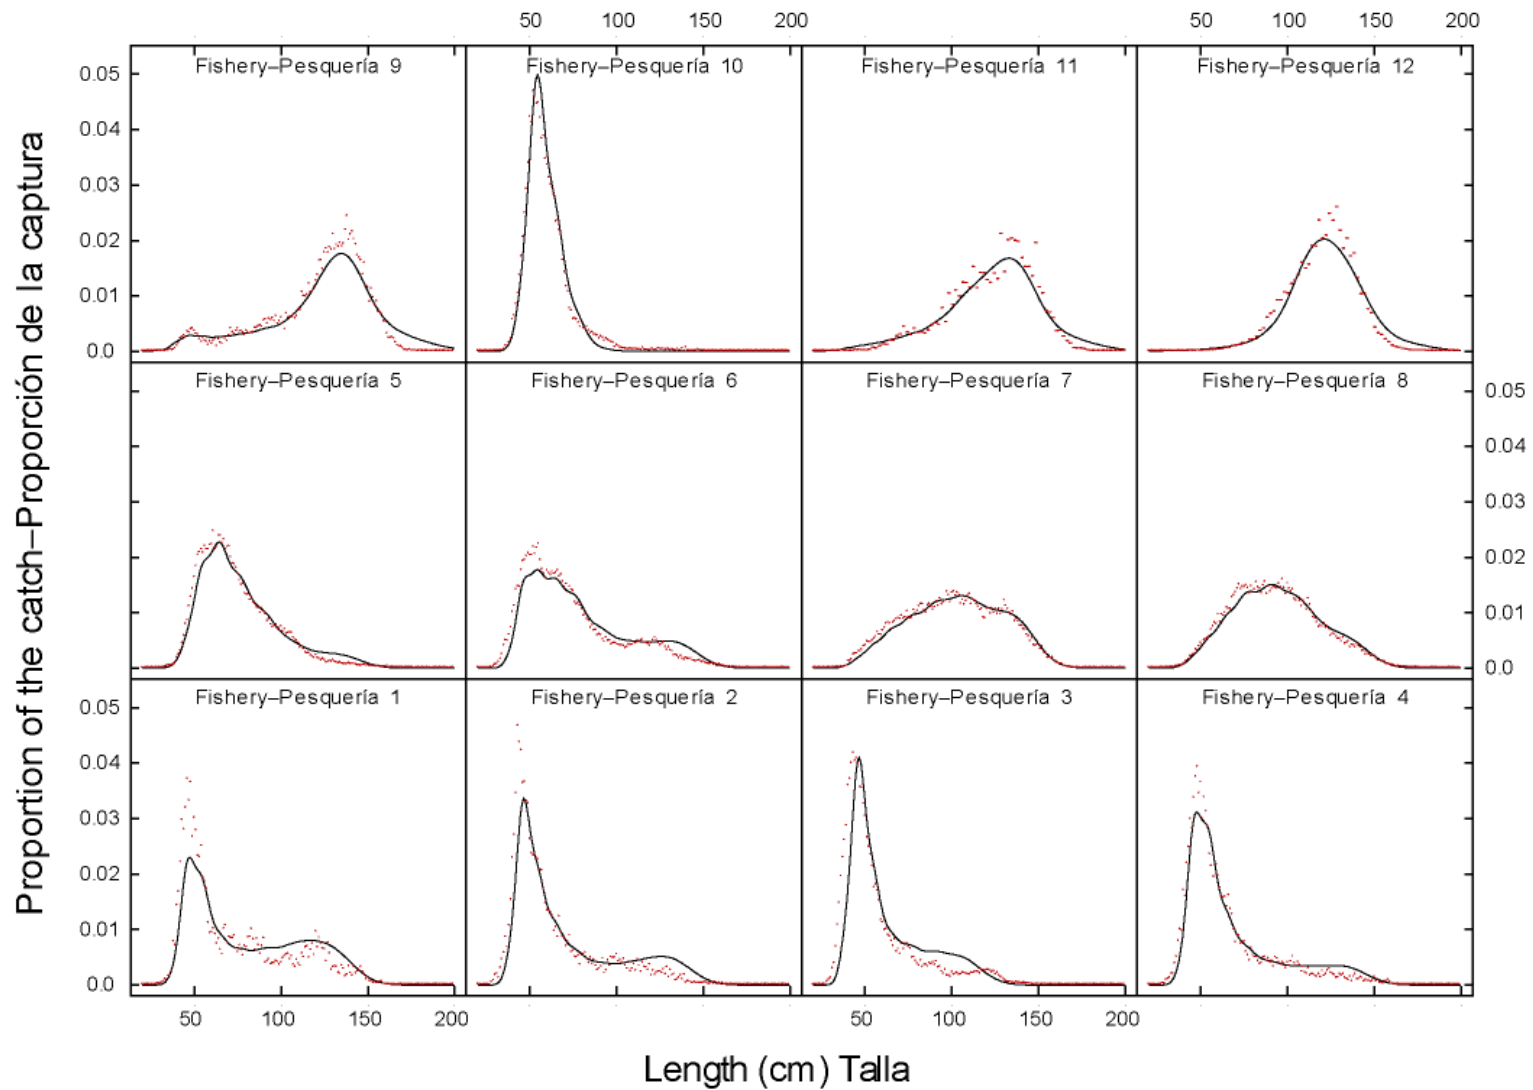 50 100 150 200 50 100 150 200
Fishery–Pesquería 9 Fishery–Pesquería 10 Fishery–Pesquería 11 Fishery–Pesquería 12
0.05
0.04
0.03
0.02
0.01
0.0
Fishery–Pesquería 5 Fishery–Pesquería 6 Fishery–Pesquería 7 Fishery–Pesquería 8
0.05
0.04
0.03
0.02
0.01
0.0
Fishery–Pesquería 1 Fishery–Pesquería 2 Fishery–Pesquería 3 Fishery–Pesquería 4
0.05
0.04
0.03
0.02
0.01
0.0
50 100 150 200 50 100 150 200
Proportion of the catch–Proporción de la captura
Length (cm) Talla